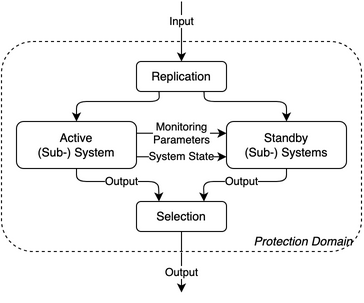 Input
Replication
Active
(Sub-) System
Monitoring
Parameters
System State
Standby
(Sub-) Systems
Output
Output
Selection
Protection Domain
Output